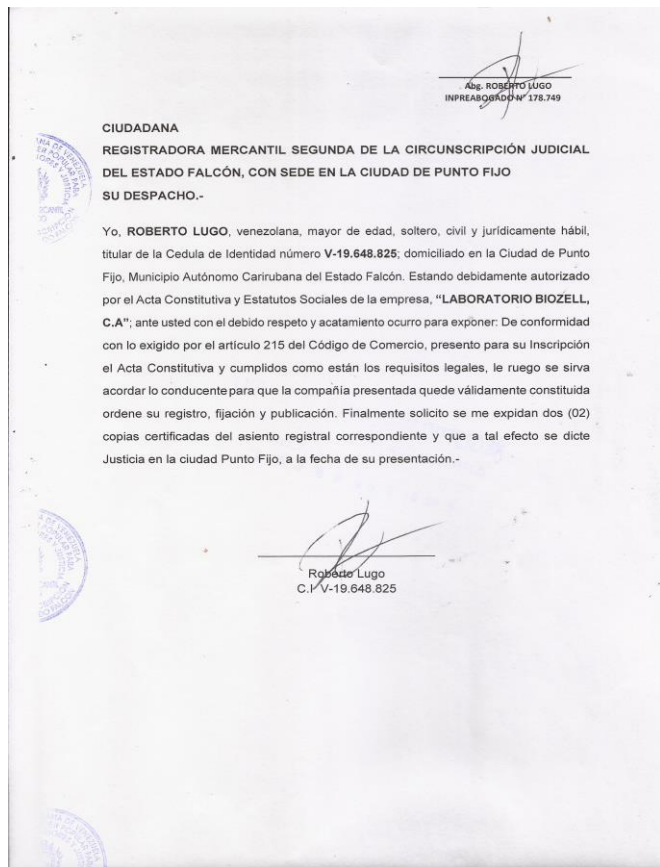 Abg. ROBERTO LUGO
INPREABOGADO N° 178.749
CIUDADANA
REGISTRADORA MERCANTIL SEGUNDA DE LA CIRCUNSCRIPCIÓN JUDICIAL
DEL ESTADO FALCÓN, CON SEDE EN LA CIUDAD DE PUNTO FIJO
SU DESPACHO.-
Yo, ROBERTO LUGO, venezolana, mayor de edad, soltero, civil y jurídicamente hábil,
titular de la Cedula de Identidad número V-19.648.825; domiciliado en la Ciudad de Punto
Fijo, Municipio Autónomo Carirubana del Estado Falcón. Estando debidamente autorizado
por el Acta Constitutiva y Estatutos Sociales de la empresa, “LABORATORIO BIOZELL,
C.A”; ante usted con el debido respeto y acatamiento ocurro para exponer: De conformidad
con lo exigido por el artículo 215 del Código de Comercio, presento para su Inscripción
el Acta Constitutiva y cumplidos como están los requisitos legales, le ruego se sirva
acordar lo conducente para que la compañía presentada quede válidamente constituida
ordene su registro, fijación y publicación. Finalmente solicito se me expidan dos (02)
copias certificadas del asiento registral correspondiente y que a tal efecto se dicte
Justicia en la ciudad Punto Fijo, a la fecha de su presentación.-
Roberto Lugo
C.I V-19.648.825